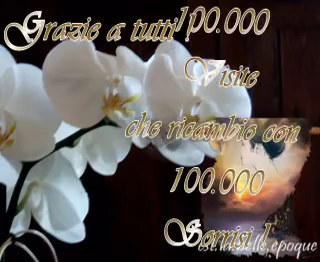 Grazie a tutti !
100.000
Visite
che ricambio con
100.000
Sorrisi !